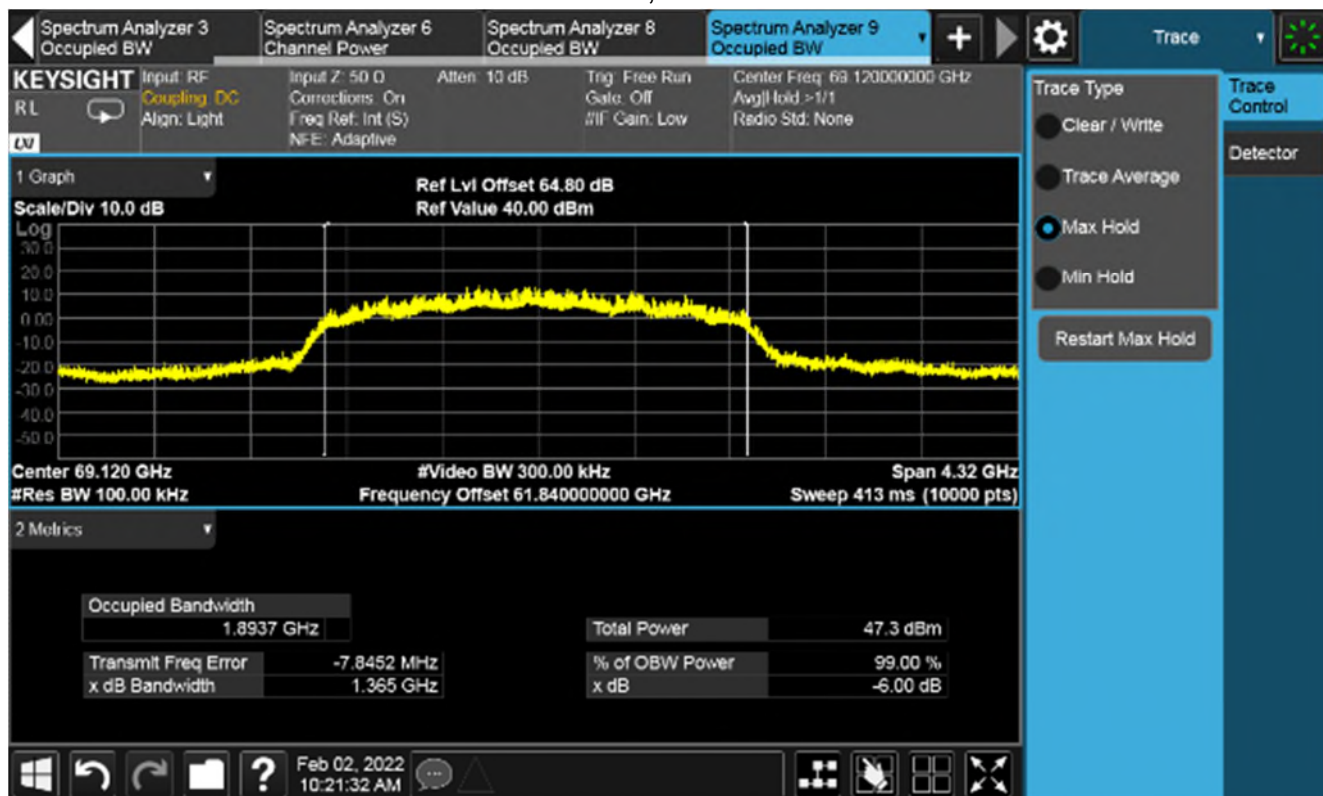 Spectrum Analyzer 3
Occupied BW
Spectrum Analyzer 6
Channel Power
Spectrum Analyzer 8
Occupied BW
Spectrum Analyzer 9
Occupied BW
+
Trace
KEYSIGHT
RL
LXI
Input: RF
Coupling: DC
Align: Light
Input Z: 50 Ω
Corrections: On
Freq Ref: Int (S)
NFE: Adaptive
Atten: 10 dB
Trig: Free Run
Gate: Off
#IF Gain: Low
Center Freq: 69.120000000 GHz
Avg|Hold:>1/1
Radio Std: None
Trace Type
Clear / Write
Trace Average
Max Hold
Min Hold
Restart Max Hold
Trace
Control
Detector
1 Graph
Scale/Div 10.0 dB
Ref Lvl Offset 64.80 dB
Ref Value 40.00 dBm
Log
30.0
20.0
10.0
0.00
-10.0
-20.0
-30.0
-40.0
-50.0
Center 69.120 GHz
#Video BW 300.00 kHz
Span 4.32 GHz
#Res BW 100.00 kHz
Frequency Offset 61.840000000 GHz
Sweep 413 ms (10000 pts)
2 Metrics
Occupied Bandwidth
1.8937 GHz
Total Power 47.3 dBm
Transmit Freq Error -7.8452 MHz
% of OBW Power 99.00 %
x dB Bandwidth 1.365 GHz
x dB -6.00 dB
?
Feb 02, 2022
10:21:32 AM